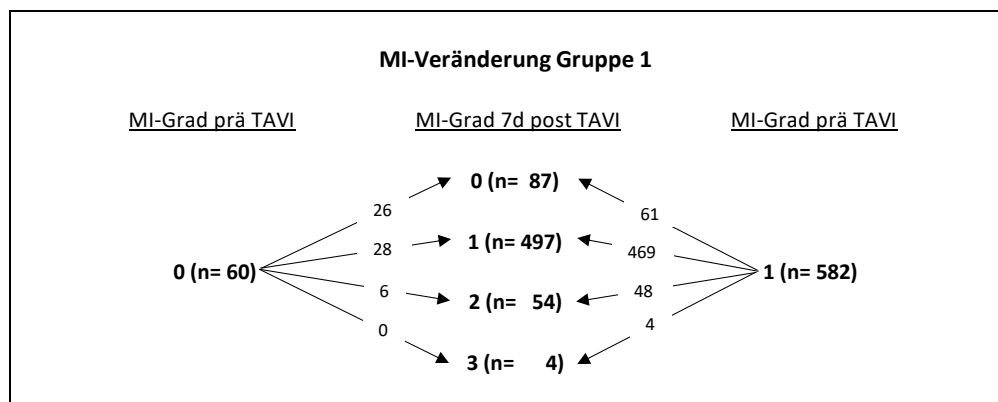 MI-Veränderung Gruppe 1
MI-Grad prä TAVI MI-Grad 7d post TAVI MI-Grad prä TAVI
0 (n= 87)
26 61
1 (n= 497)
28 469
0 (n= 60) 1 (n= 582)
6 48
2 (n= 54)
0 4
3 (n= 4)